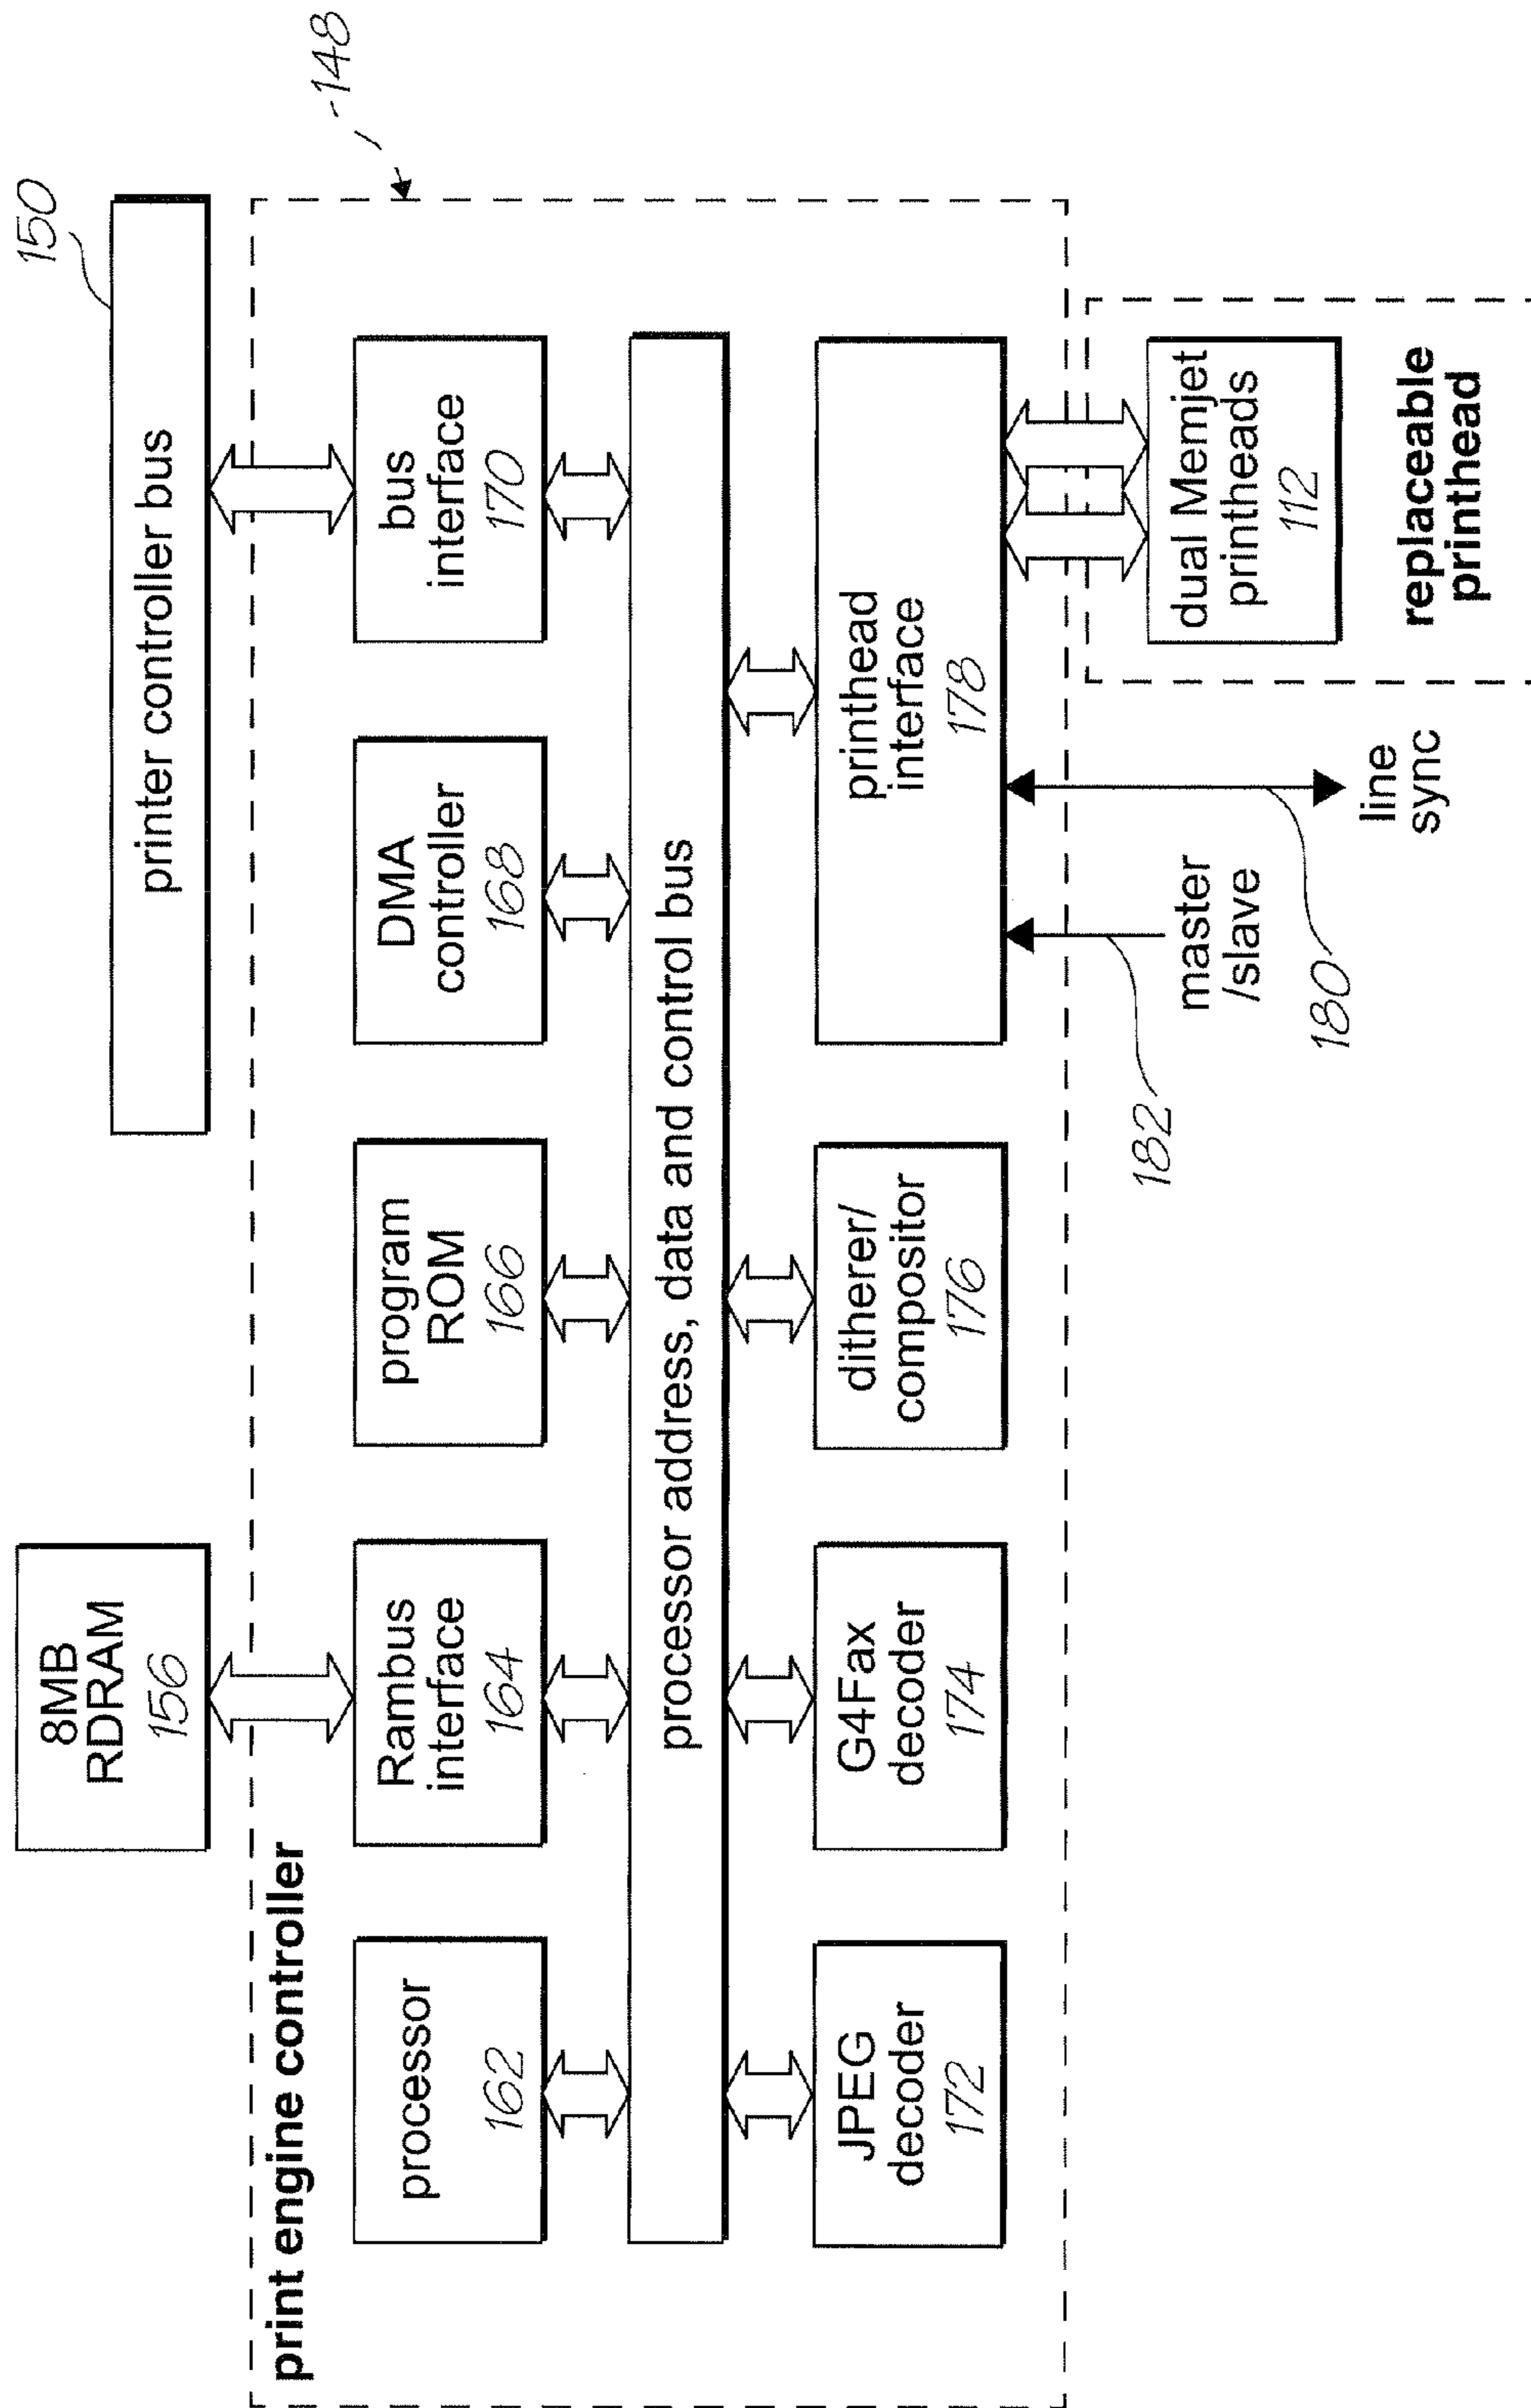 8MB
RDRAM
156
150
printer controller bus
148
print engine controller
processor
162
Rambus
interface
164
program
ROM
166
DMA
controller
168
bus
interface
170
processor address, data and control bus
JPEG
decoder
172
G4Fax
decoder
174
ditherer/
compositor
176
printhead
interface
178
182
master
/slave
180
line
sync
dual Memjet
printheads
112
replaceable
printhead